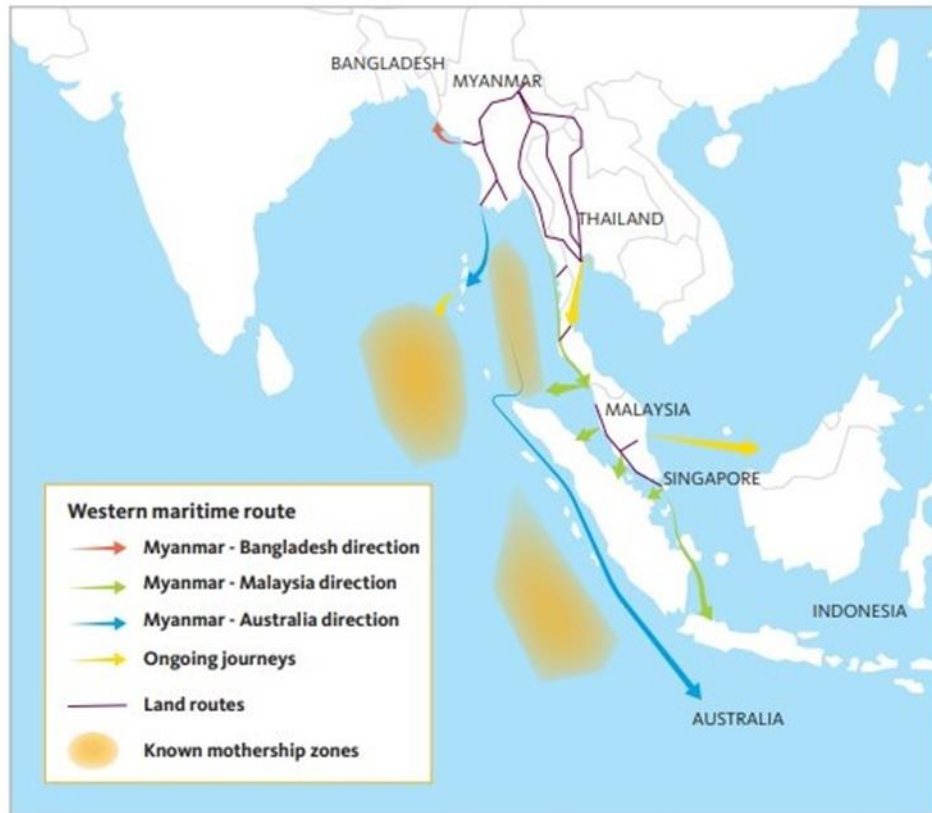 BANGLADESH
MYANMAR
THAILAND
MALAYSIA
SINGAPORE
INDONESIA
AUSTRALIA
Western maritime route
Myanmar - Bangladesh direction
Myanmar - Malaysia direction
Myanmar - Australia direction
Ongoing journeys
Land routes
Known mothership zones